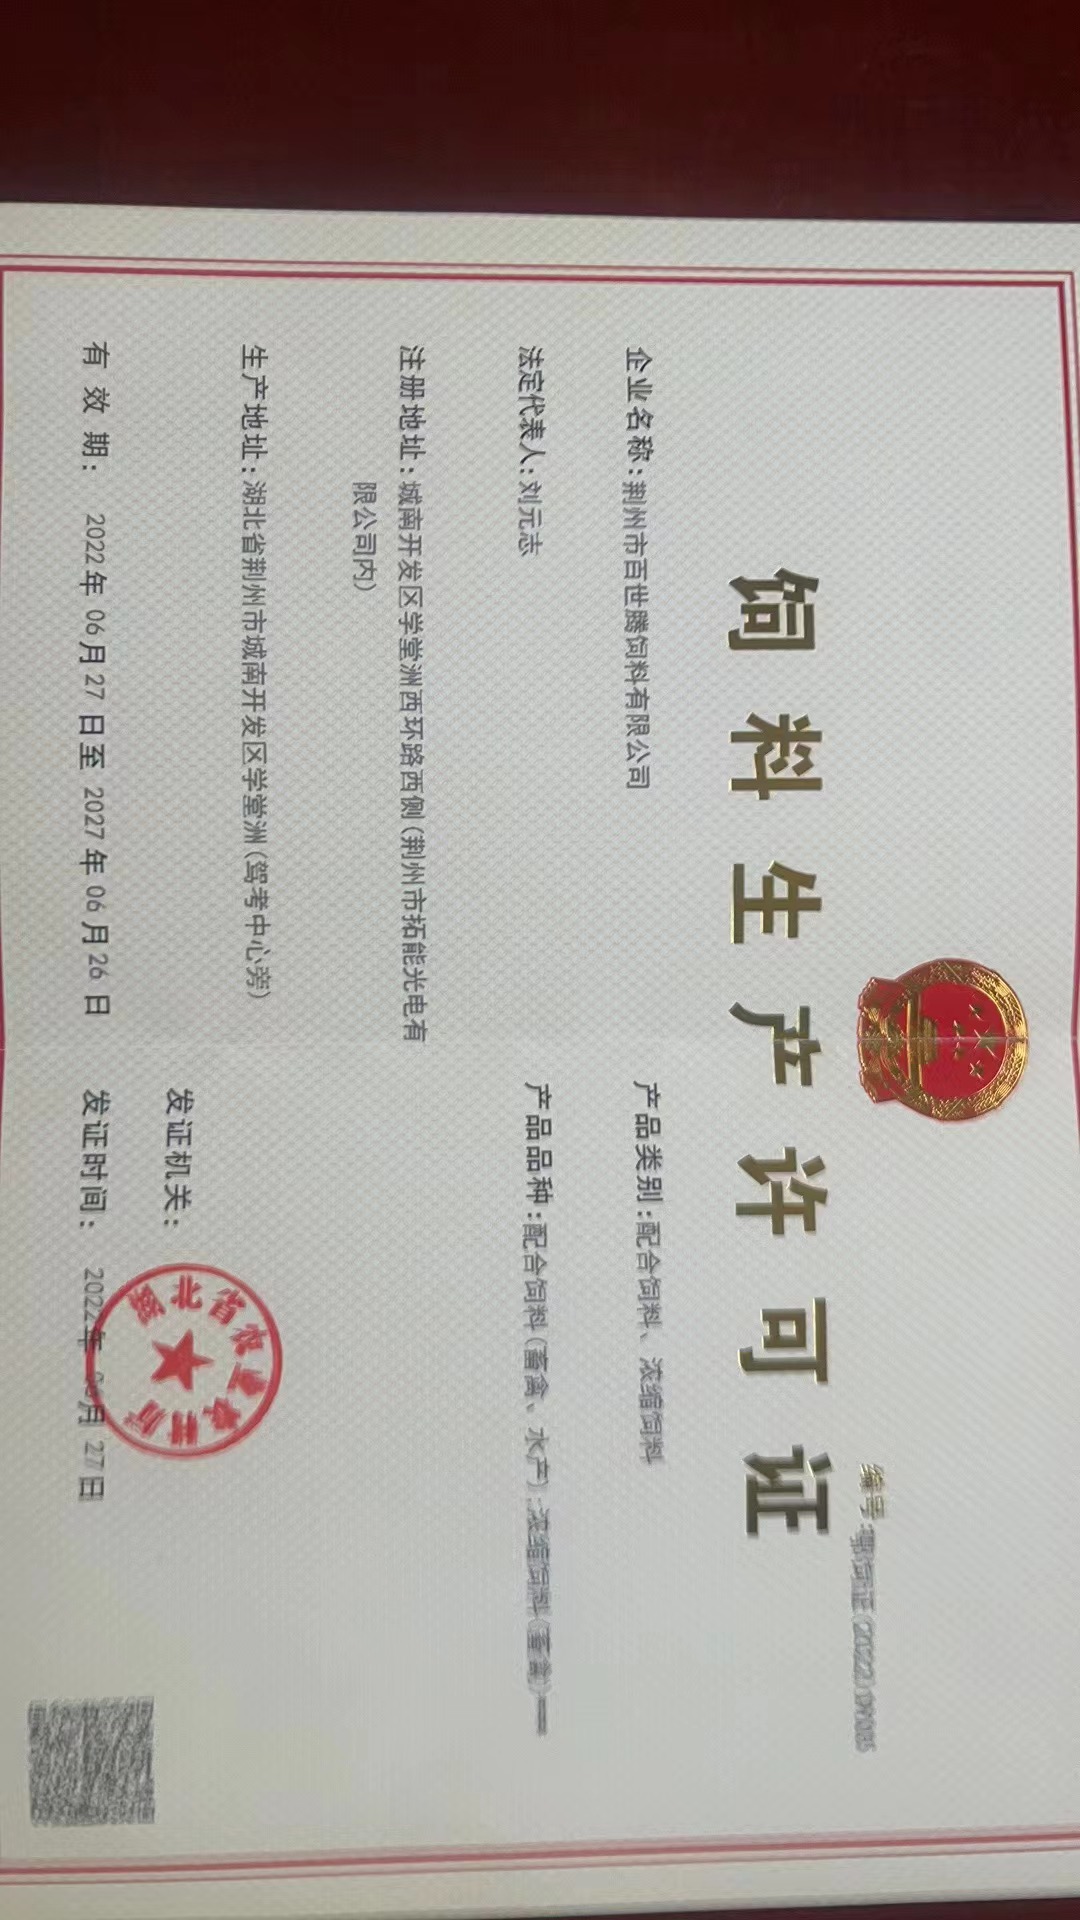 饲料生产许可证
编号:鄂饲证(2022)
企业名称:荆州市百世腾饲料有限公司
法定代表人:刘元志
注册地址:城南开发区学堂洲西环路西侧(荆州市拓能光电有
限公司内)
生产地址:湖北省荆州市城南开发区学堂洲(驾考中心旁)
有效期: 2022年06月27日至2027年06月26日
产品类别:配合饲料、浓缩饲料
产品品种:配合饲料(畜禽、水产);浓缩饲料(畜禽)——
发证机关:
湖北省农业农村厅
发证时间: 2022年06月27日